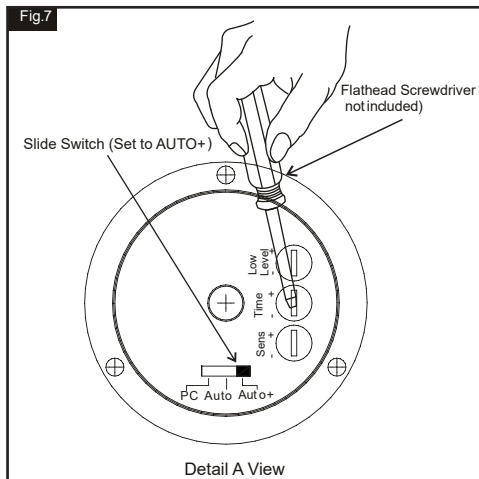 Fig.7
Flathead Screwdriver
not included)
Slide Switch (Set to AUTO+)
Low
Level
+
-
Time
+
-
Sens
+
-
PC Auto Auto+
Detail A View